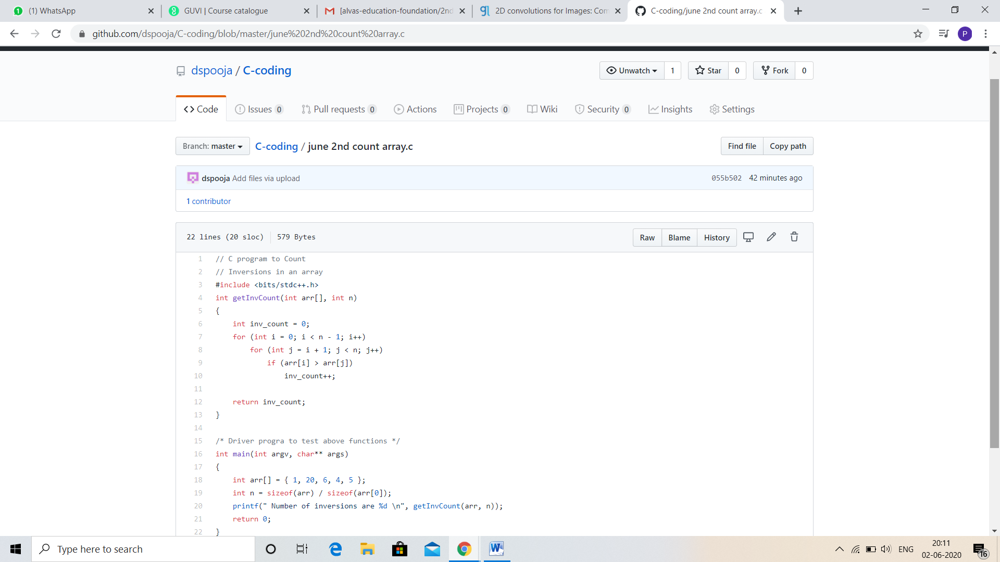 (1) WhatsApp
GUVI | Course catalogue
[alvas-education-foundation/2nd
2D convolutions for Images: Com
C-coding/june 2nd count array.c
github.com/dspooja/C-coding/blob/master/june%202nd%20count%20array.c
P
dspooja / C-coding
Unwatch 1
Star 0
Fork 0
Code
Issues 0
Pull requests 0
Actions
Projects 0
Wiki
Security 0
Insights
Settings
Branch: master
C-coding / june 2nd count array.c
Find file
Copy path
dspooja Add files via upload
055b502 42 minutes ago
1 contributor
22 lines (20 sloc) 579 Bytes
Raw
Blame
History
1 // C program to Count
2 // Inversions in an array
3 #include <bits/stdc++.h>
4 int getInvCount(int arr[], int n)
5 {
6 int inv_count = 0;
7 for (int i = 0; i < n - 1; i++)
8 for (int j = i + 1; j < n; j++)
9 if (arr[i] > arr[j])
10 inv_count++;
11
12 return inv_count;
13 }
14
15 /* Driver progra to test above functions */
16 int main(int argv, char** args)
17 {
18 int arr[] = { 1, 20, 6, 4, 5 };
19 int n = sizeof(arr) / sizeof(arr[0]);
20 printf(" Number of inversions are %d \n", getInvCount(arr, n));
21 return 0;
22 }
Type here to search
ENG
20:11
02-06-2020
16